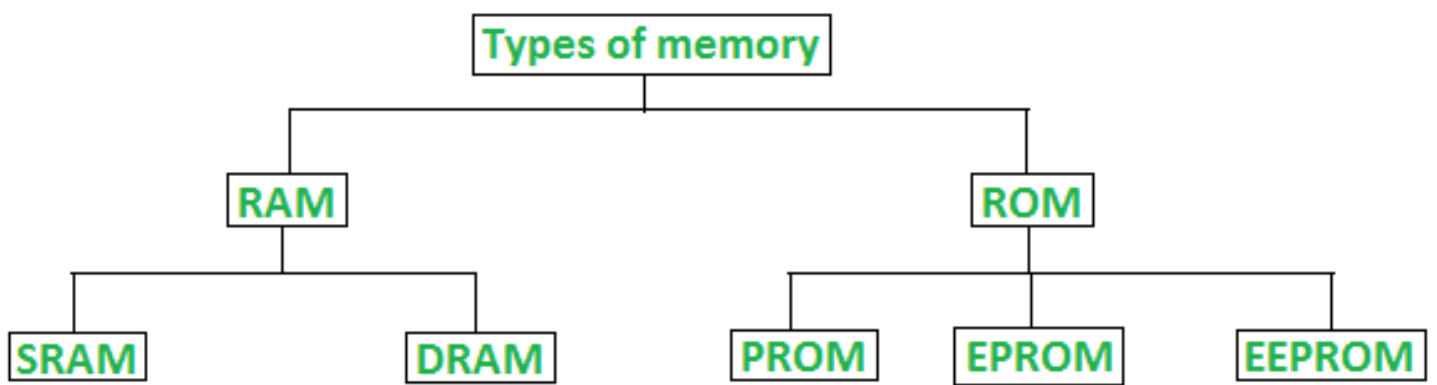 Types of memory
RAM
ROM
SRAM
DRAM
PROM
EPROM
EEPROM